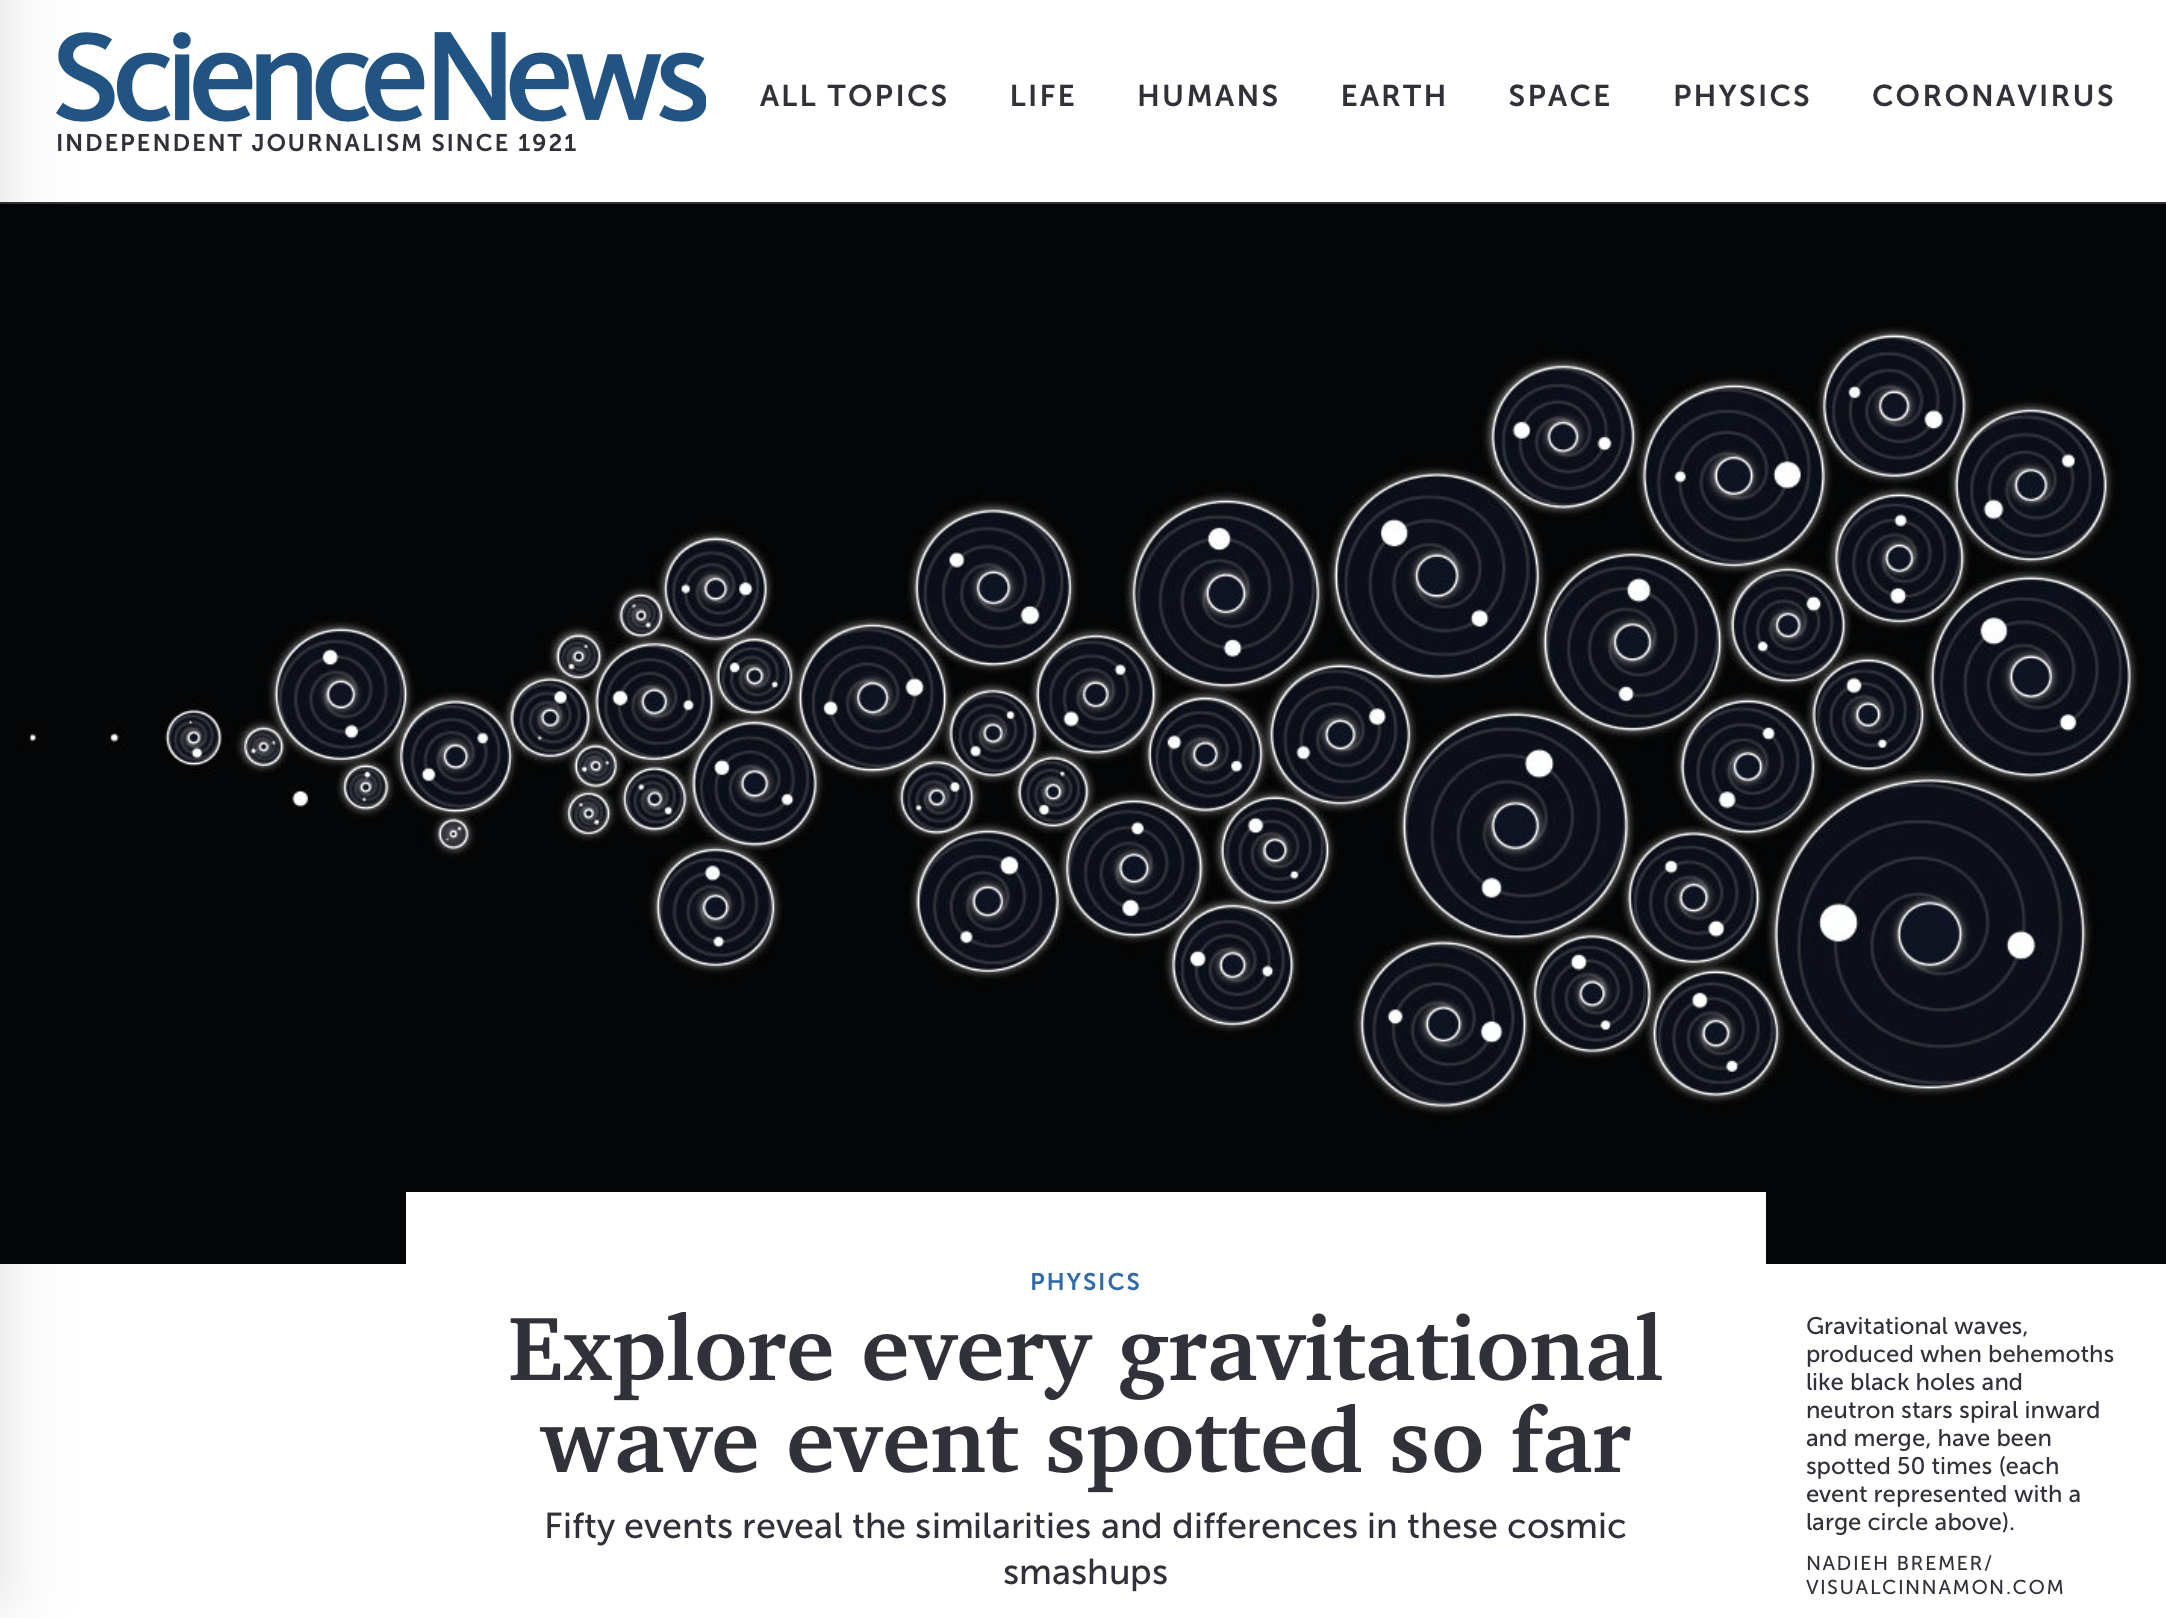 ScienceNews
INDEPENDENT JOURNALISM SINCE 1921
ALL TOPICS LIFE HUMANS EARTH SPACE PHYSICS CORONAVIRUS
PHYSICS
Explore every gravitational
wave event spotted so far
Fifty events reveal the similarities and differences in these cosmic
smashups
Gravitational waves,
produced when behemoths
like black holes and
neutron stars spiral inward
and merge, have been
spotted 50 times (each
event represented with a
large circle above).
NADIEH BREMER/
VISUALCINNAMON.COM